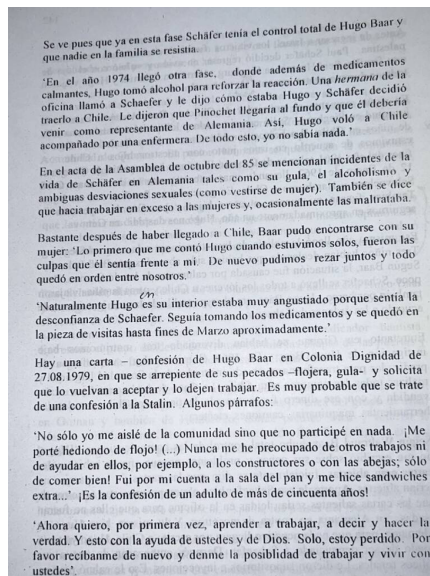 Se ve pues que ya en esta fase Schäfer tenía el control total de Hugo Baar y
que nadie en la familia se resistía.
'En el año 1974 llegó otra fase, donde además de medicamentos
calmantes, Hugo tomó alcohol para reforzar la reacción. Una hermana de la
oficina llamó a Schaefer y le dijo cómo estaba Hugo y Schäfer decidió
traerlo a Chile. Le dijeron que Pinochet llegaría al fundo y que él debería
venir como representante de Alemania. Así, Hugo voló a Chile
acompañado por una enfermera. De todo esto, yo no sabía nada.'
En el acta de la Asamblea de octubre del 85 se mencionan incidentes de la
vida de Schäfer en Alemania tales como su gula, el alcoholismo y
ambiguas desviaciones sexuales (como vestirse de mujer). También se dice
que hacía trabajar en exceso a las mujeres y, ocasionalmente las maltrataba.
Bastante después de haber llegado a Chile, Baar pudo encontrarse con su
mujer: 'Lo primero que me contó Hugo cuando estuvimos solos, fueron las
culpas que él sentía frente a mi. De nuevo pudimos rezar juntos y todo
quedó en orden entre nosotros.'
en
'Naturalmente Hugo es su interior estaba muy angustiado porque sentía la
desconfianza de Schaefer. Seguía tomando los medicamentos y se quedó en
la pieza de visitas hasta fines de Marzo aproximadamente.'
Hay una carta – confesión de Hugo Baar en Colonia Dignidad de
27.08.1979, en que se arrepiente de sus pecados –flojera, gula- y solicita
que lo vuelvan a aceptar y lo dejen trabajar. Es muy probable que se trate
de una confesión a la Stalin. Algunos párrafos:
'No sólo yo me aislé de la comunidad sino que no participé en nada. ¡Me
porté hediondo de flojo! (...) Nunca me he preocupado de otros trabajos ni
de ayudar en ellos, por ejemplo, a los constructores o con las abejas; sólo
de comer bien! Fui por mi cuenta a la sala del pan y me hice sandwiches
extra...' ¡Es la confesión de un adulto de más de cincuenta años!
'Ahora quiero, por primera vez, aprender a trabajar, a decir y hacer la
verdad. Y esto con la ayuda de ustedes y de Dios. Solo, estoy perdido. Por
favor recíbanme de nuevo y denme la posiblidad de trabajar y vivir con
ustedes'.